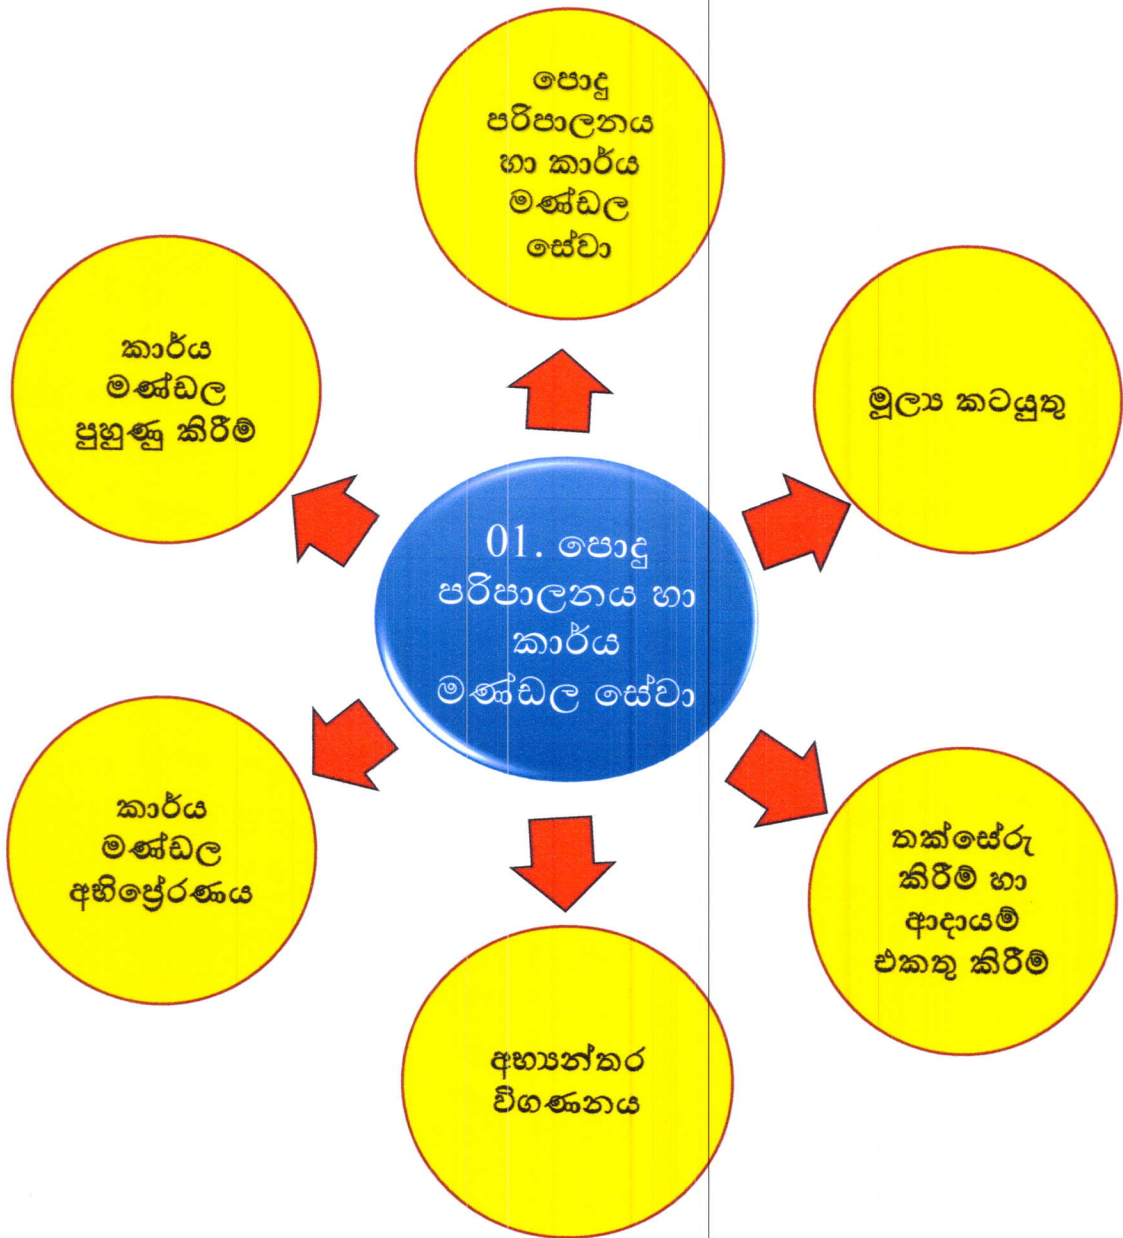 පොදු
පරිපාලනය
හා කාර්ය
මණ්ඩල
සේවා
කාර්ය
මණ්ඩල
පුහුණු කිරීම්
මූල්‍ය කටයුතු
01. පොදු
පරිපාලනය හා
කාර්ය
මණ්ඩල සේවා
කාර්ය
මණ්ඩල
අභිප්‍රේරණය
තක්සේරු
කිරීම් හා
ආදායම්
එකතු කිරීම්
අභ්‍යන්තර
විගණනය